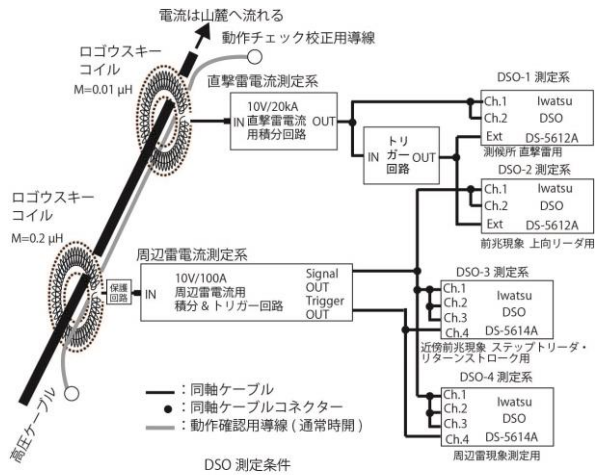 電流は山麓へ流れる
動作チェック校正用導線
ロゴウスキー
コイル
M=0.01 μH
直撃雷電流測定系
10V/20kA
IN 直撃雷電流 OUT
用積分回路
トリ
ガー
IN OUT
回路
DSO-1 測定系
Ch.1 Iwatsu
Ch.2 DSO
Ext DS-5612A
測候所 直撃雷用
DSO-2 測定系
Ch.1 Iwatsu
Ch.2 DSO
Ext DS-5612A
前兆現象 上向リーダ用
ロゴウスキー
コイル
M=0.2 μH
周辺雷電流測定系
保護
回路
10V/100A
IN 周辺雷電流用
積分&トリガー回路
Signal
OUT
Trigger
OUT
DSO-3 測定系
Ch.1 Iwatsu
Ch.2
DSO
Ch.3
Ch.4 DS-5614A
近傍前兆現象 ステップトリーダ・
リターンストローク用
DSO-4 測定系
Ch.1 Iwatsu
Ch.2
DSO
Ch.3
Ch.4 DS-5614A
周辺雷現象測定用
高圧ケーブル
:同軸ケーブル
:同軸ケーブルコネクター
:動作確認用導線(通常時開)
DSO 測定条件